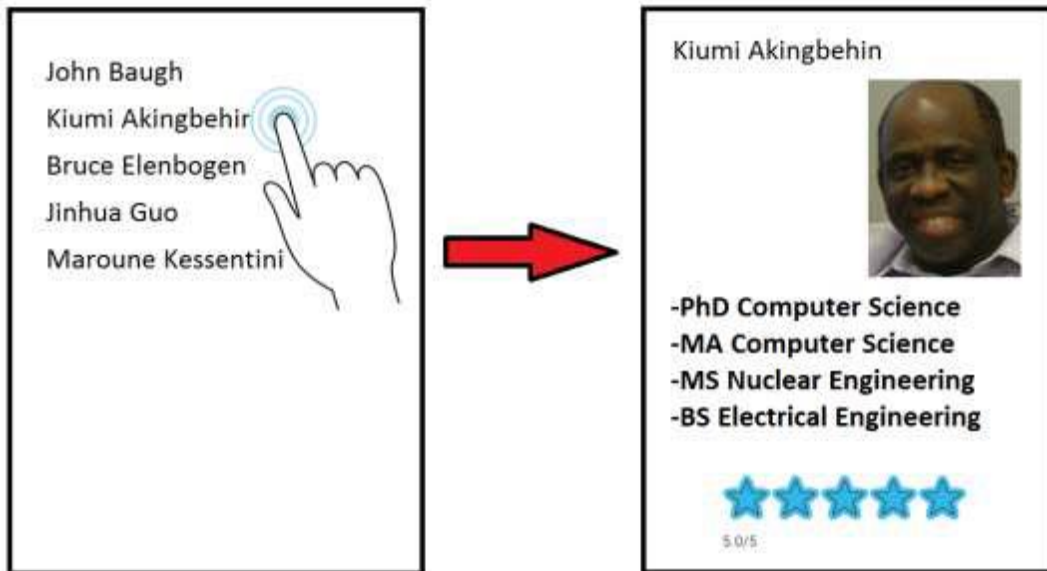 John Baugh
Kiumi Akingbehin
Bruce Elenbogen
Jinhua Guo
Maroune Kessentini
Kiumi Akingbehin
-PhD Computer Science
-MA Computer Science
-MS Nuclear Engineering
-BS Electrical Engineering
5.0/5